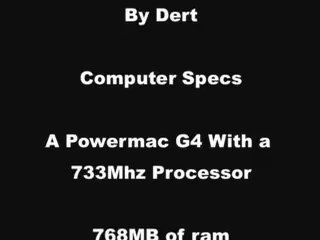 By Dert
Computer Specs
A Powermac G4 With a
733Mhz Processor
768MB of ram